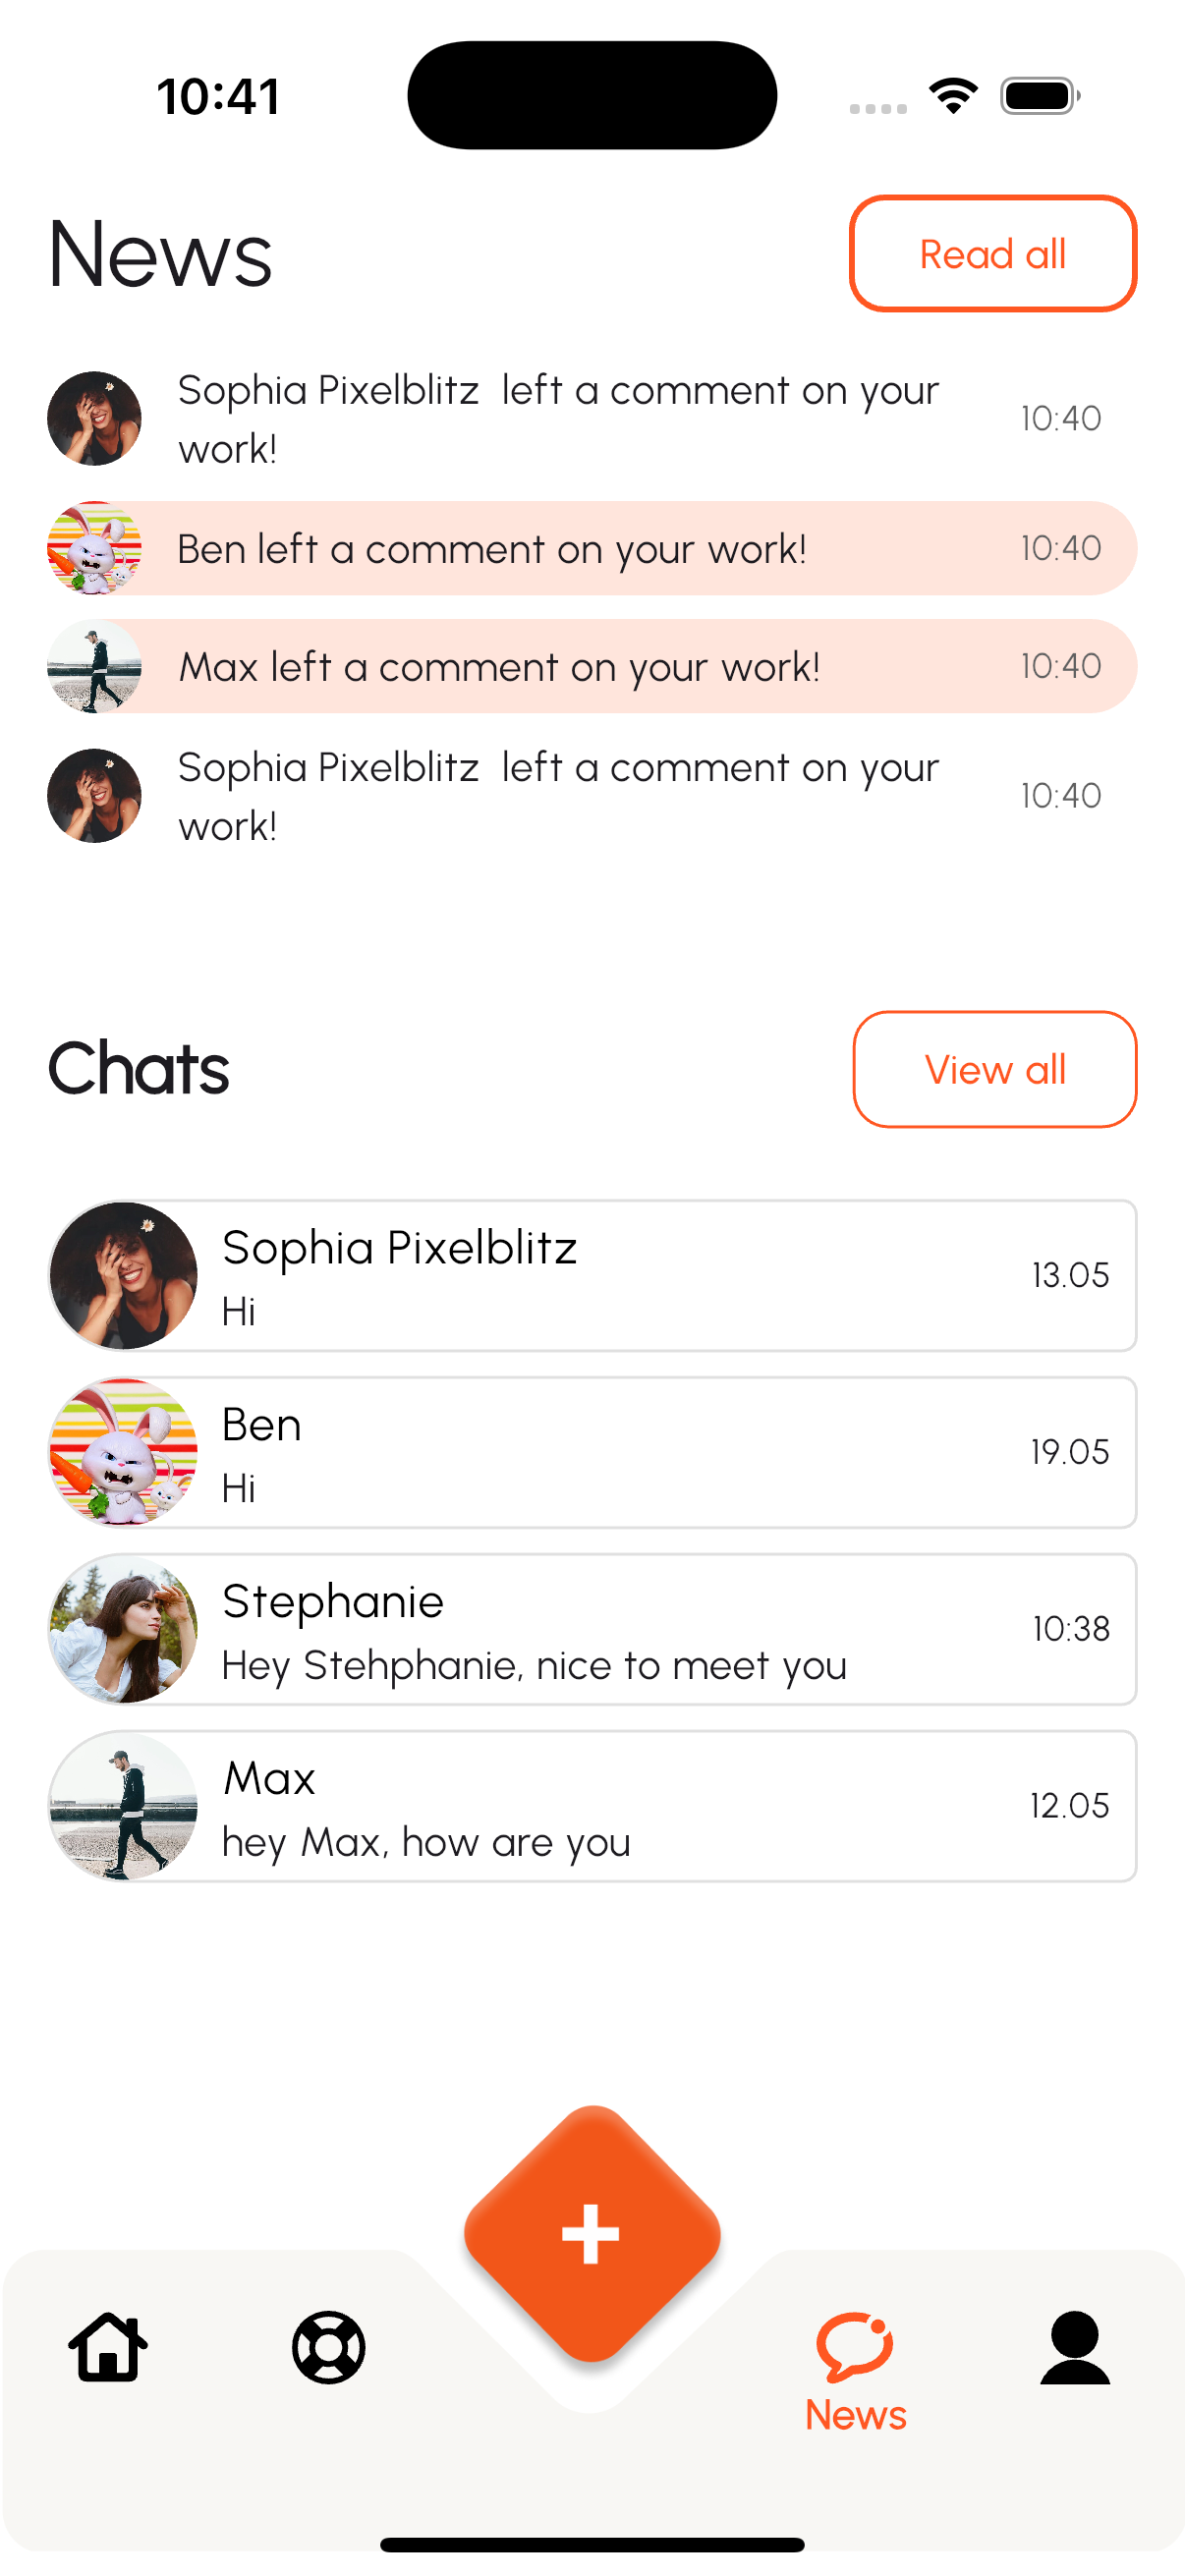 10:41
News
Read all
Sophia Pixelblitz  left a comment on your
work!
10:40
Ben left a comment on your work!
10:40
Max left a comment on your work!
10:40
Sophia Pixelblitz  left a comment on your
work!
10:40
Chats
View all
Sophia Pixelblitz
Hi
13.05
Ben
Hi
19.05
Stephanie
Hey Stehphanie, nice to meet you
10:38
Max
hey Max, how are you
12.05
News